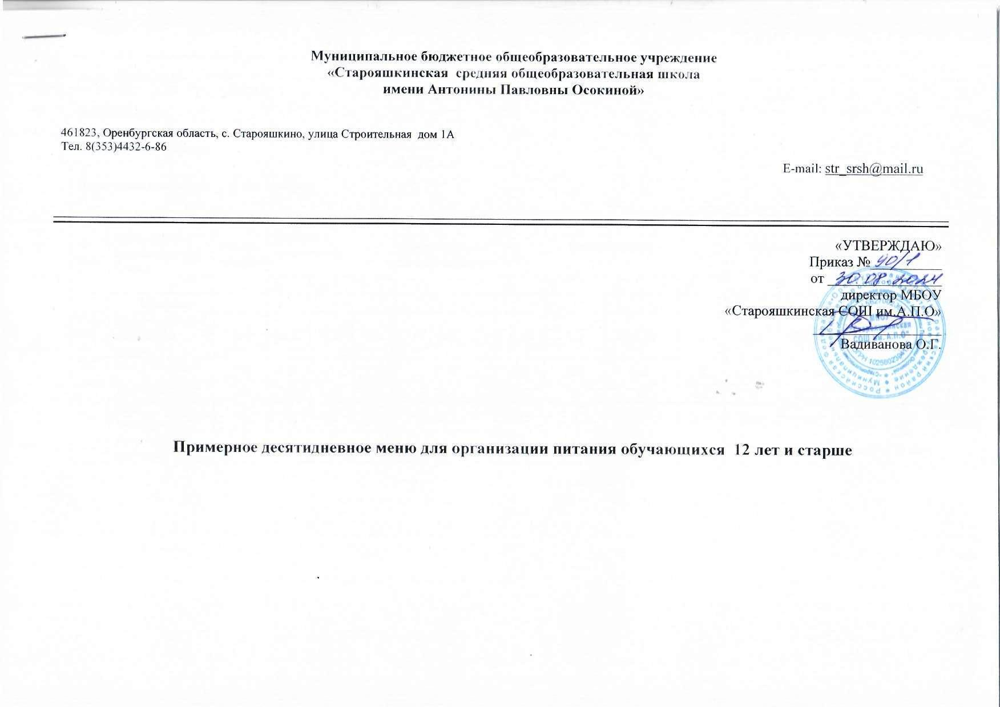 Муниципальное бюджетное общеобразовательное учреждение
«Старояшкинская средняя общеобразовательная школа
имени Антонины Павловны Осокиной»
461823, Оренбургская область, с. Старояшкино, улица Строительная дом 1А
Тел. 8(353)4432-6-86
E-mail: str_srsh@mail.ru
«УТВЕРЖДАЮ»
Приказ № 90/1
от 30.08.2024
директор МБОУ
«Старояшкинская СОШ им.А.П.О»
Вадиванова О.Г.
Примерное десятидневное меню для организации питания обучающихся 12 лет и старше